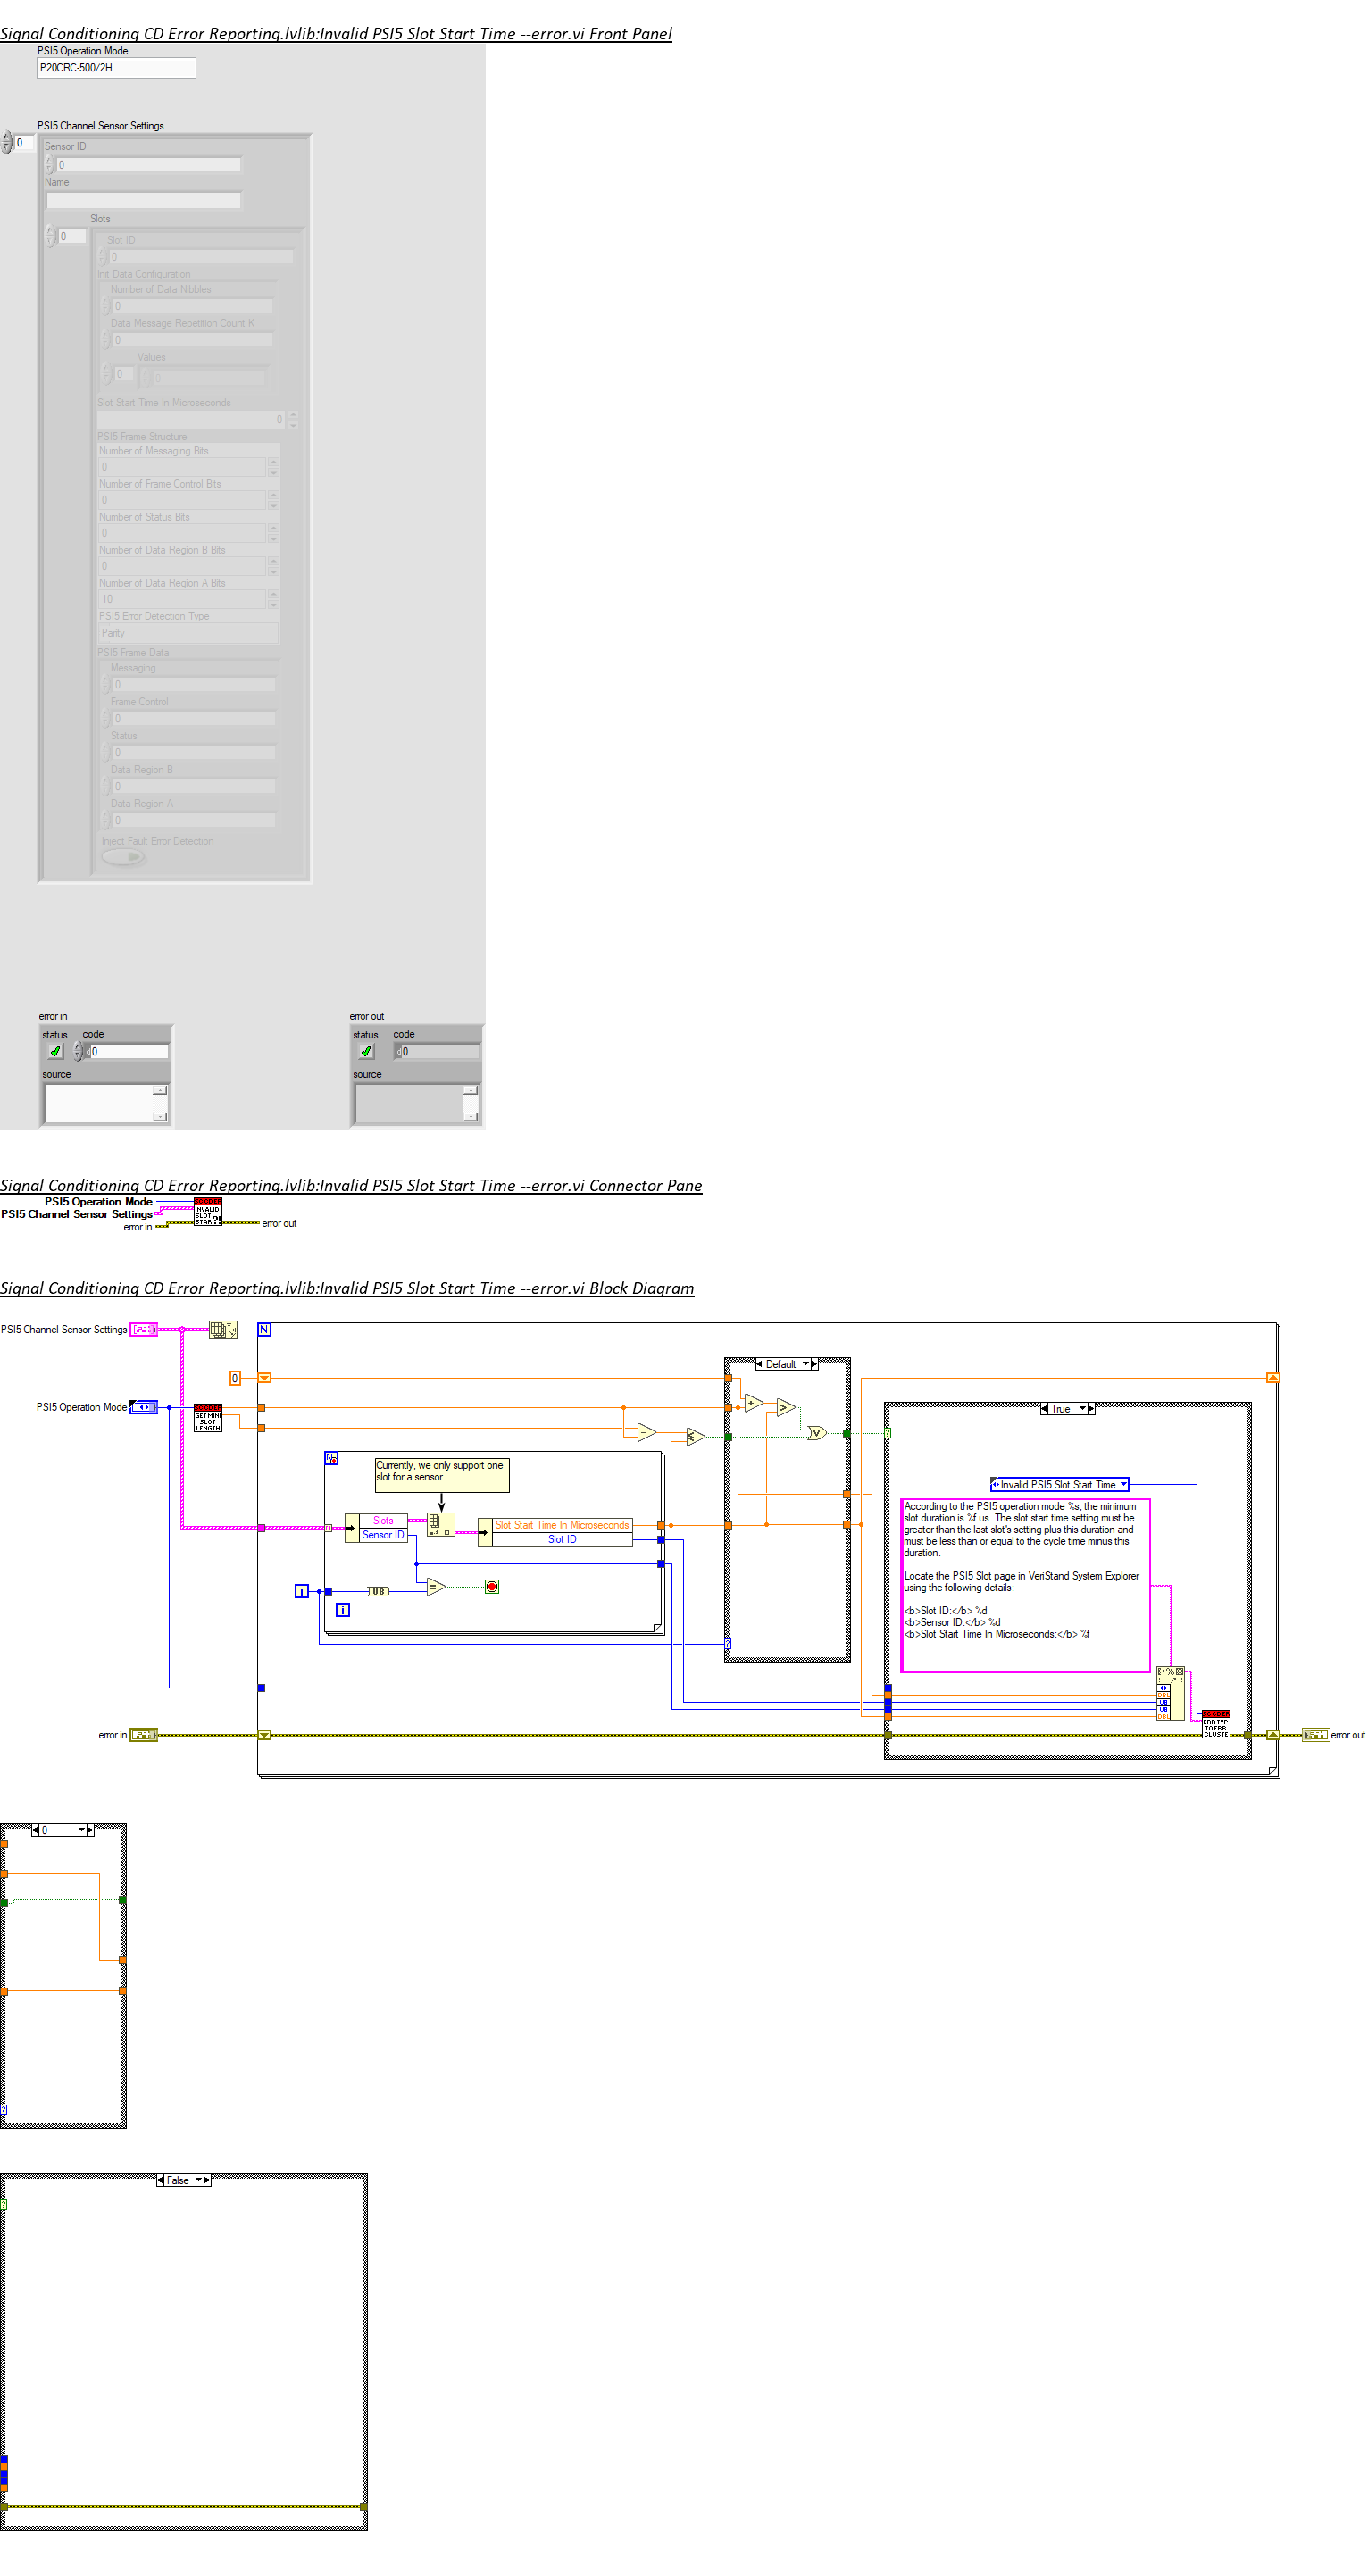 Signal Conditioning CD Error Reporting.lvlib:Invalid PSI5 Slot Start Time --error.vi Front Panel
PSI5 Operation Mode
P20CRC-500/2H
PSI5 Channel Sensor Settings
0
Sensor ID
0
Name
Slots
0
Slot ID
0
Init Data Configuration
Number of Data Nibbles
0
Data Message Repetition Count K
0
Values
0
0
Slot Start Time In Microseconds
0
PSI5 Frame Structure
Number of Messaging Bits
0
Number of Frame Control Bits
0
Number of Status Bits
0
Number of Data Region B Bits
0
Number of Data Region A Bits
10
PSI5 Error Detection Type
Parity
PSI5 Frame Data
Messaging
0
Frame Control
0
Status
0
Data Region B
0
Data Region A
0
Inject Fault Error Detection
error in
status code
d0
source
error out
status code
d0
source
Signal Conditioning CD Error Reporting.lvlib:Invalid PSI5 Slot Start Time --error.vi Connector Pane
PSI5 Operation Mode
PSI5 Channel Sensor Settings
error in
INVALID
SLOT
STAR?!
error out
Signal Conditioning CD Error Reporting.lvlib:Invalid PSI5 Slot Start Time --error.vi Block Diagram
PSI5 Channel Sensor Settings
N
0
Default
PSI5 Operation Mode
GET MINI
SLOT
LENGTH
True
N
Currently, we only support one
slot for a sensor.
Slots
Sensor ID
Slot Start Time In Microseconds
Slot ID
i
U8
i
Invalid PSI5 Slot Start Time
According to the PSI5 operation mode %s, the minimum
slot duration is %f us. The slot start time setting must be
greater than the last slot's setting plus this duration and
must be less than or equal to the cycle time minus this
duration.
Locate the PSI5 Slot page in VeriStand System Explorer
using the following details:
<b>Slot ID:</b> %d
<b>Sensor ID:</b> %d
<b>Slot Start Time In Microseconds:</b> %f
DBL
U8
U8
DBL
ERR TYP
TO ERR
CLUSTE
error in
error out
0
False